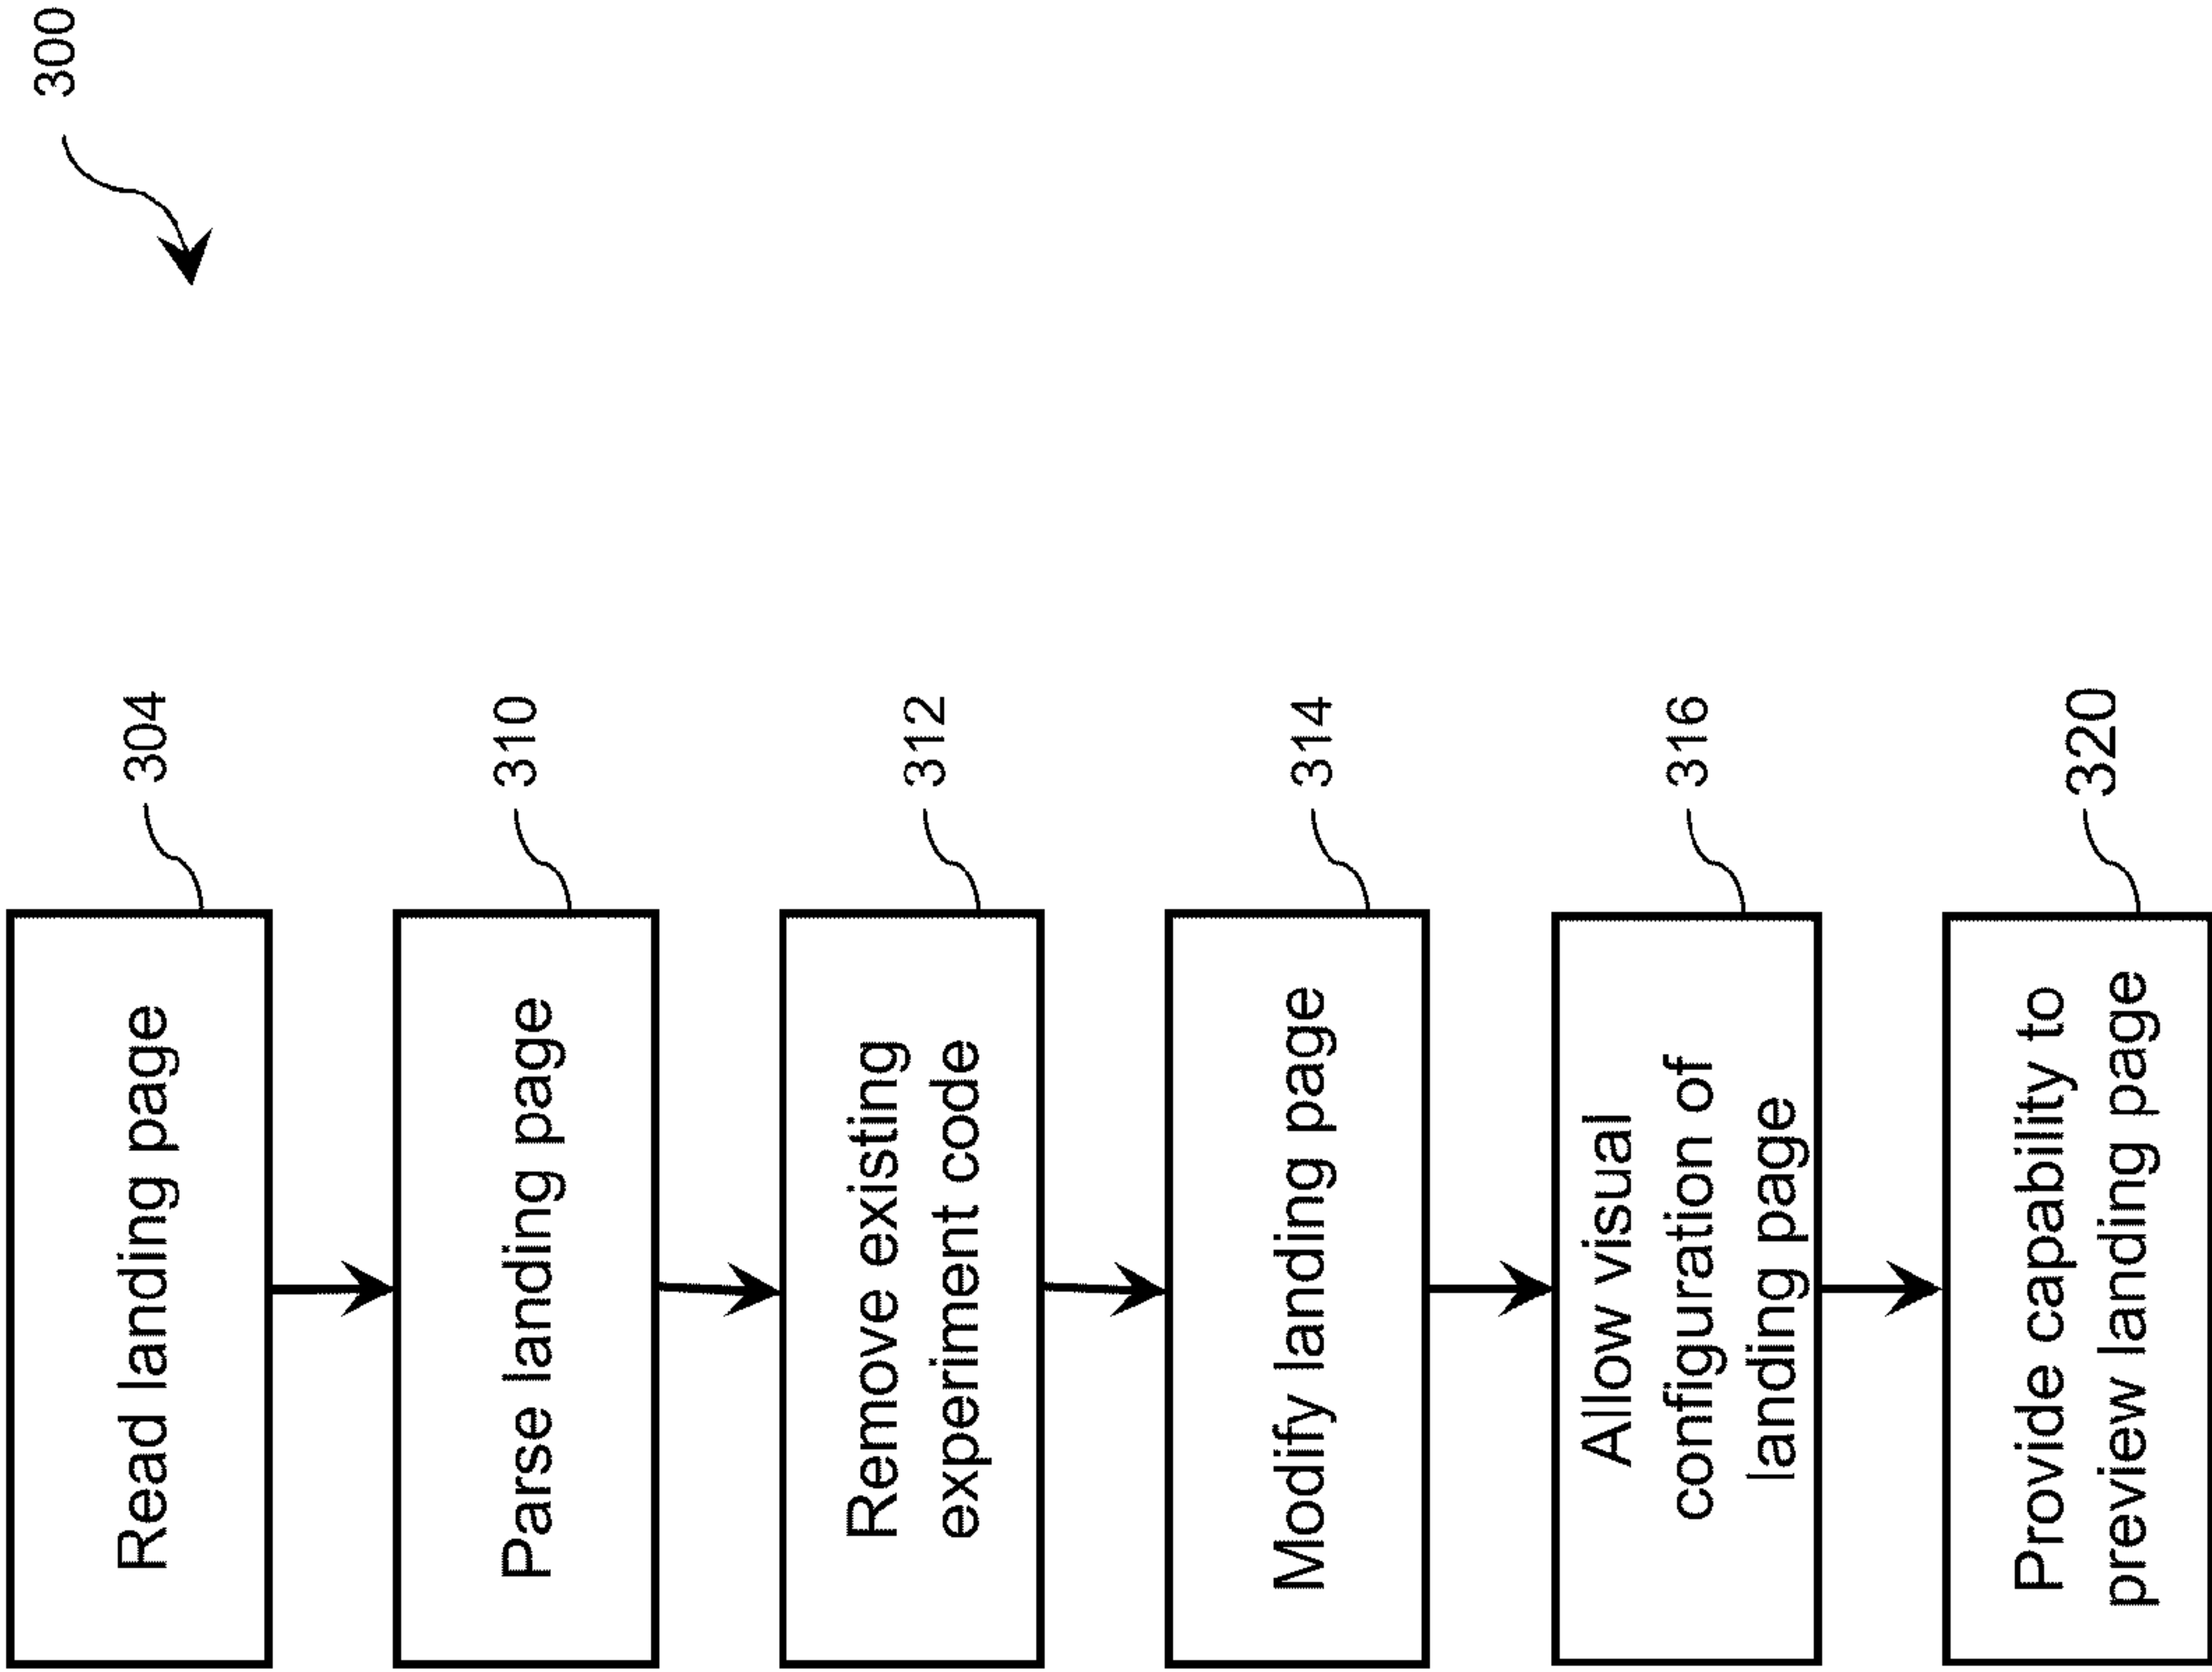 300
Read landing page
304
Parse landing page
310
Remove existing
experiment code
312
Modify landing page
314
Allow visual
configuration of
landing page
316
Provide capability to
preview landing page
320